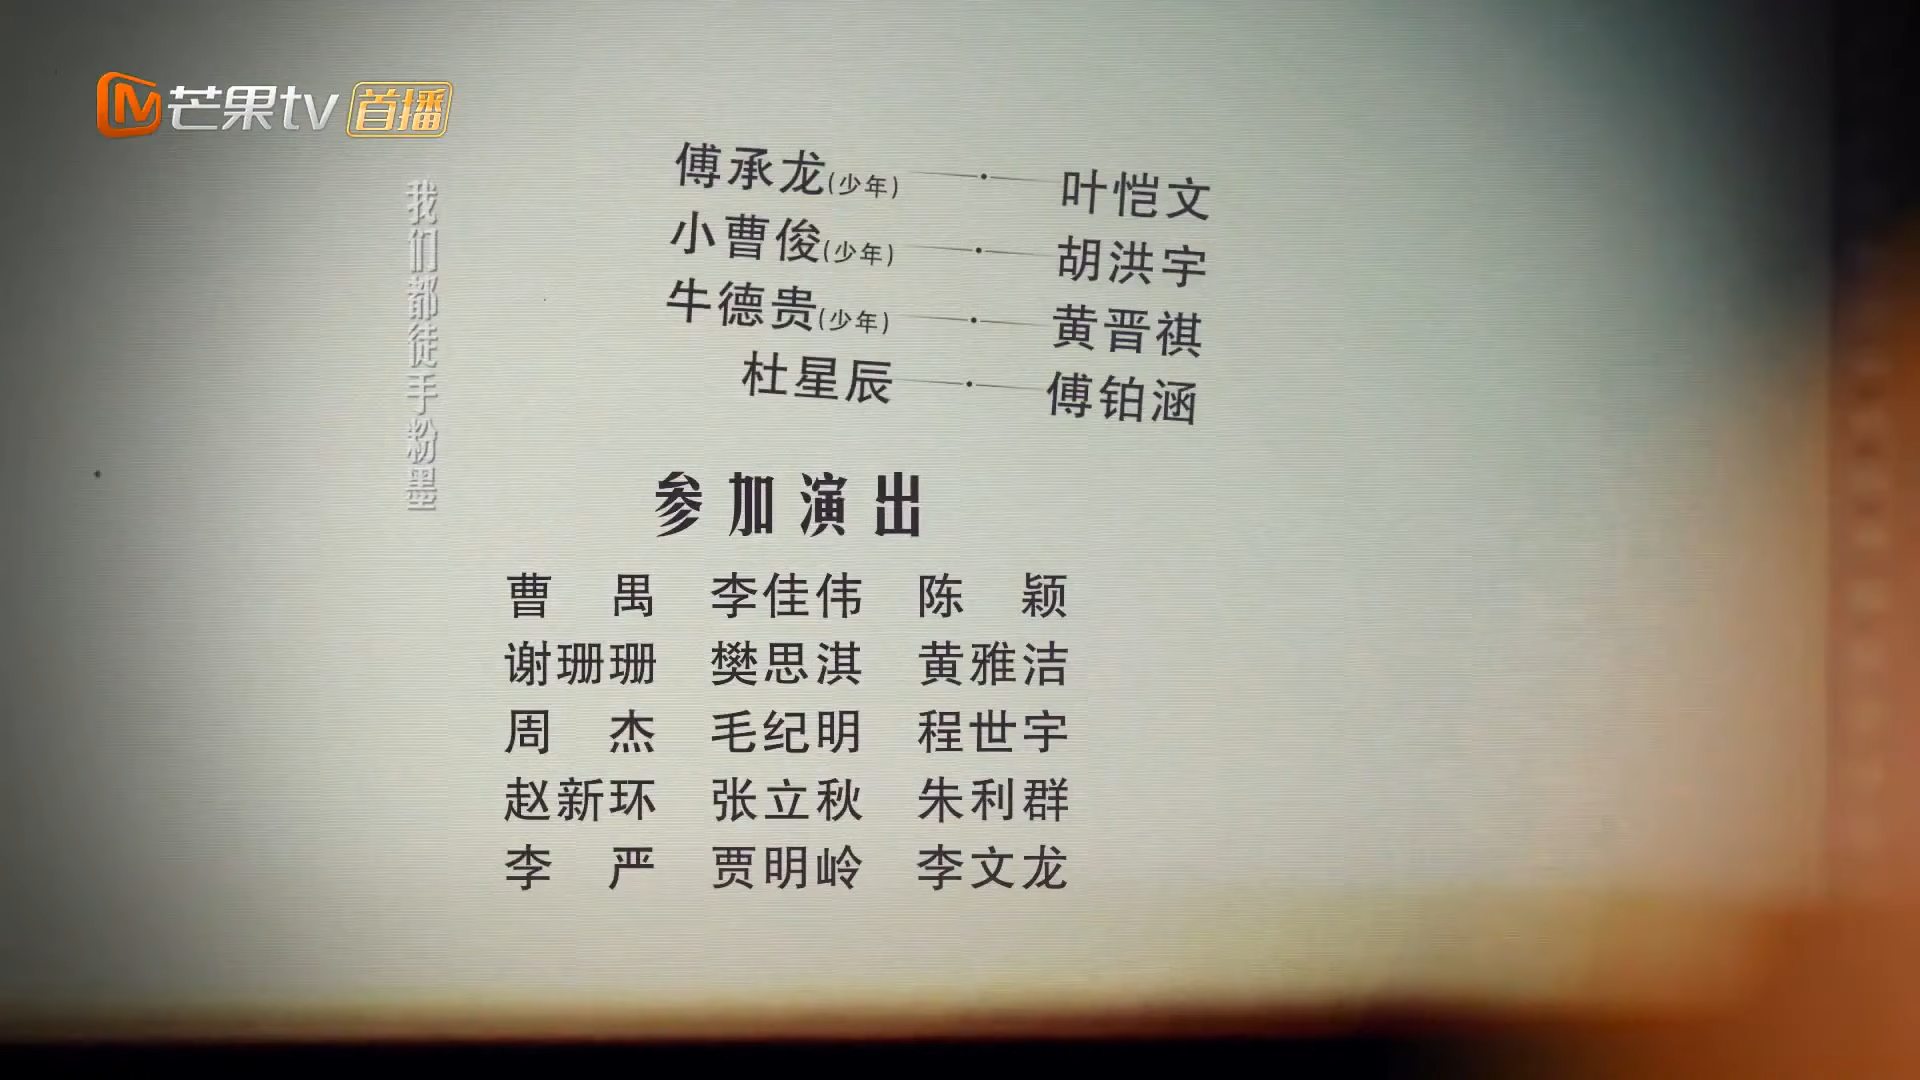 芒果tv 首播
我们都徒手粉墨
傅承龙(少年) 叶恺文
小曹俊(少年) 胡洪宇
牛德贵(少年) 黄晋祺
杜星辰 傅铂涵
参加演出
曹禺 李佳伟 陈颖
谢珊珊 樊思淇 黄雅洁
周杰 毛纪明 程世宇
赵新环 张立秋 朱利群
李严 贾明岭 李文龙